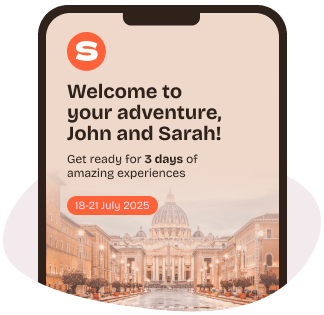 S
Welcome to
your adventure,
John and Sarah!
Get ready for 3 days of
amazing experiences
18-21 July 2025